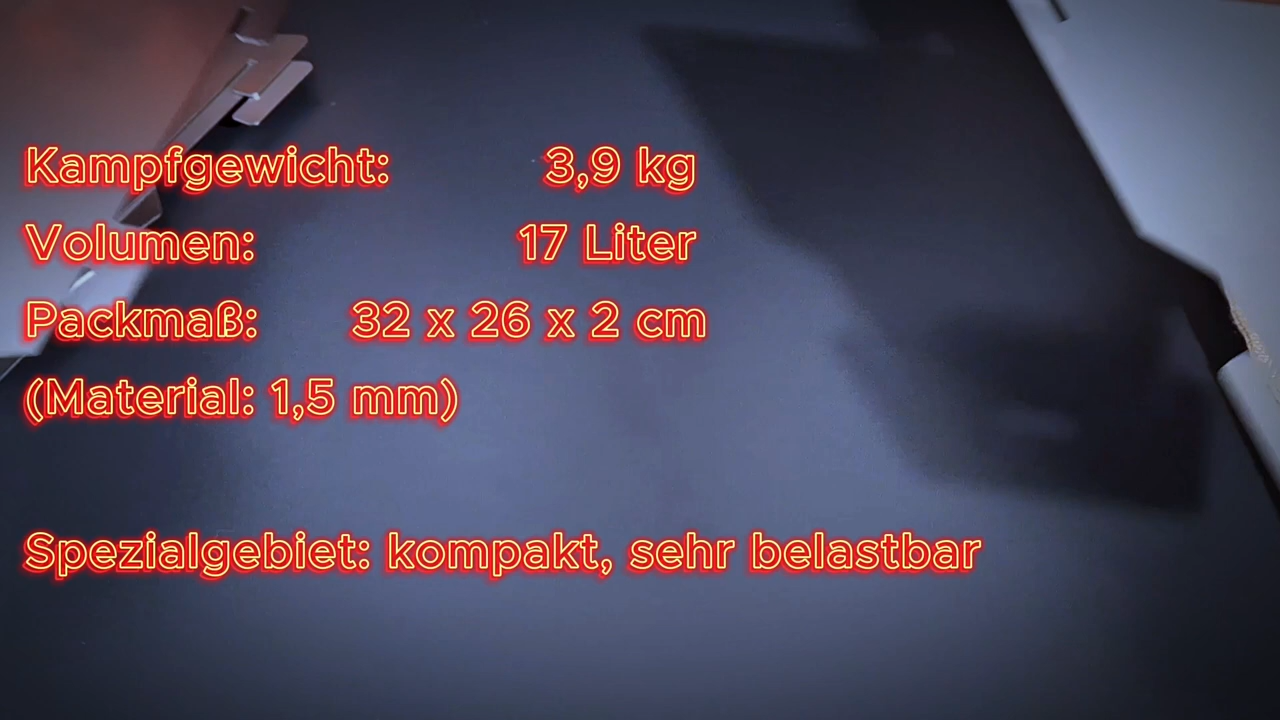 Kampfgewicht: 3,9 kg
Volumen: 17 Liter
Packmaß: 32 x 26 x 2 cm
(Material: 1,5 mm)
Spezialgebiet: kompakt, sehr belastbar